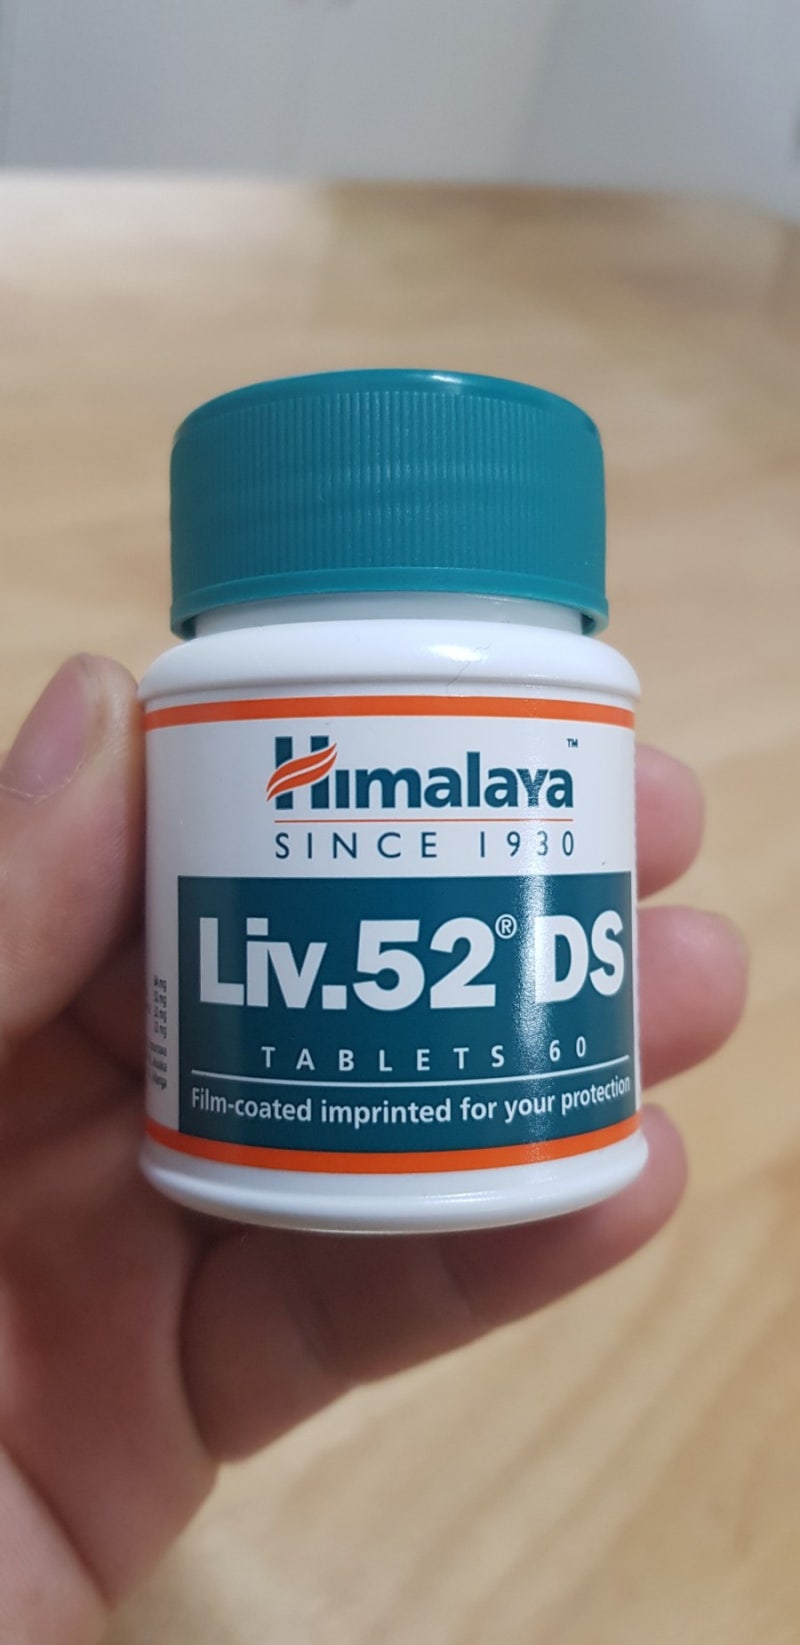 Himalaya™
SINCE 1930
Liv.52® DS
TABLETS 60
Film-coated imprinted for your protection